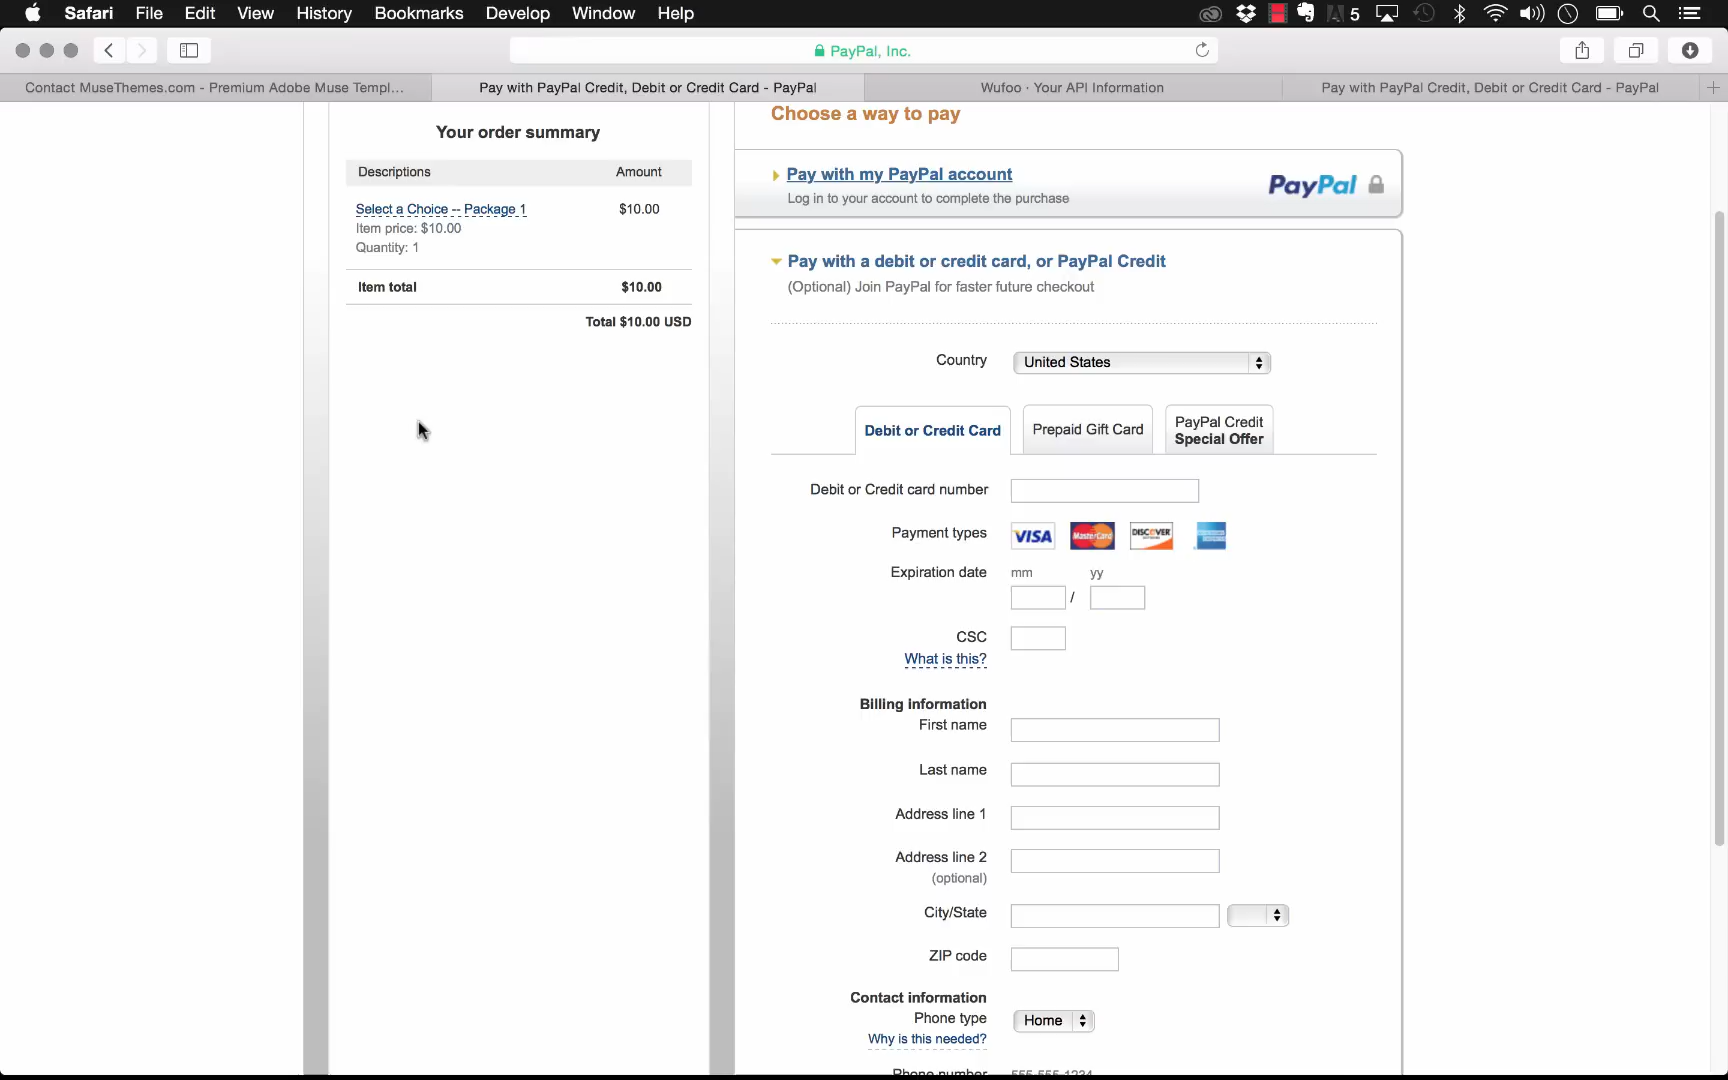 Safari File Edit View History Bookmarks Develop Window Help 5
PayPal, Inc.
Contact MuseThemes.com - Premium Adobe Muse Templ...
Pay with PayPal Credit, Debit or Credit Card - PayPal
Wufoo · Your API Information
Pay with PayPal Credit, Debit or Credit Card - PayPal
Your order summary
Descriptions Amount
Select a Choice -- Package 1 $10.00
Item price: $10.00
Quantity: 1
Item total $10.00
Total $10.00 USD
Choose a way to pay
Pay with my PayPal account
Log in to your account to complete the purchase
PayPal
Pay with a debit or credit card, or PayPal Credit
(Optional) Join PayPal for faster future checkout
Country United States
Debit or Credit Card
Prepaid Gift Card
PayPal Credit
Special Offer
Debit or Credit card number
Payment types VISA MasterCard DISCOVER
Expiration date mm yy
/
CSC
What is this?
Billing information
First name
Last name
Address line 1
Address line 2
(optional)
City/State
ZIP code
Contact information
Phone type Home
Why is this needed?
Phone number 555-555-1234